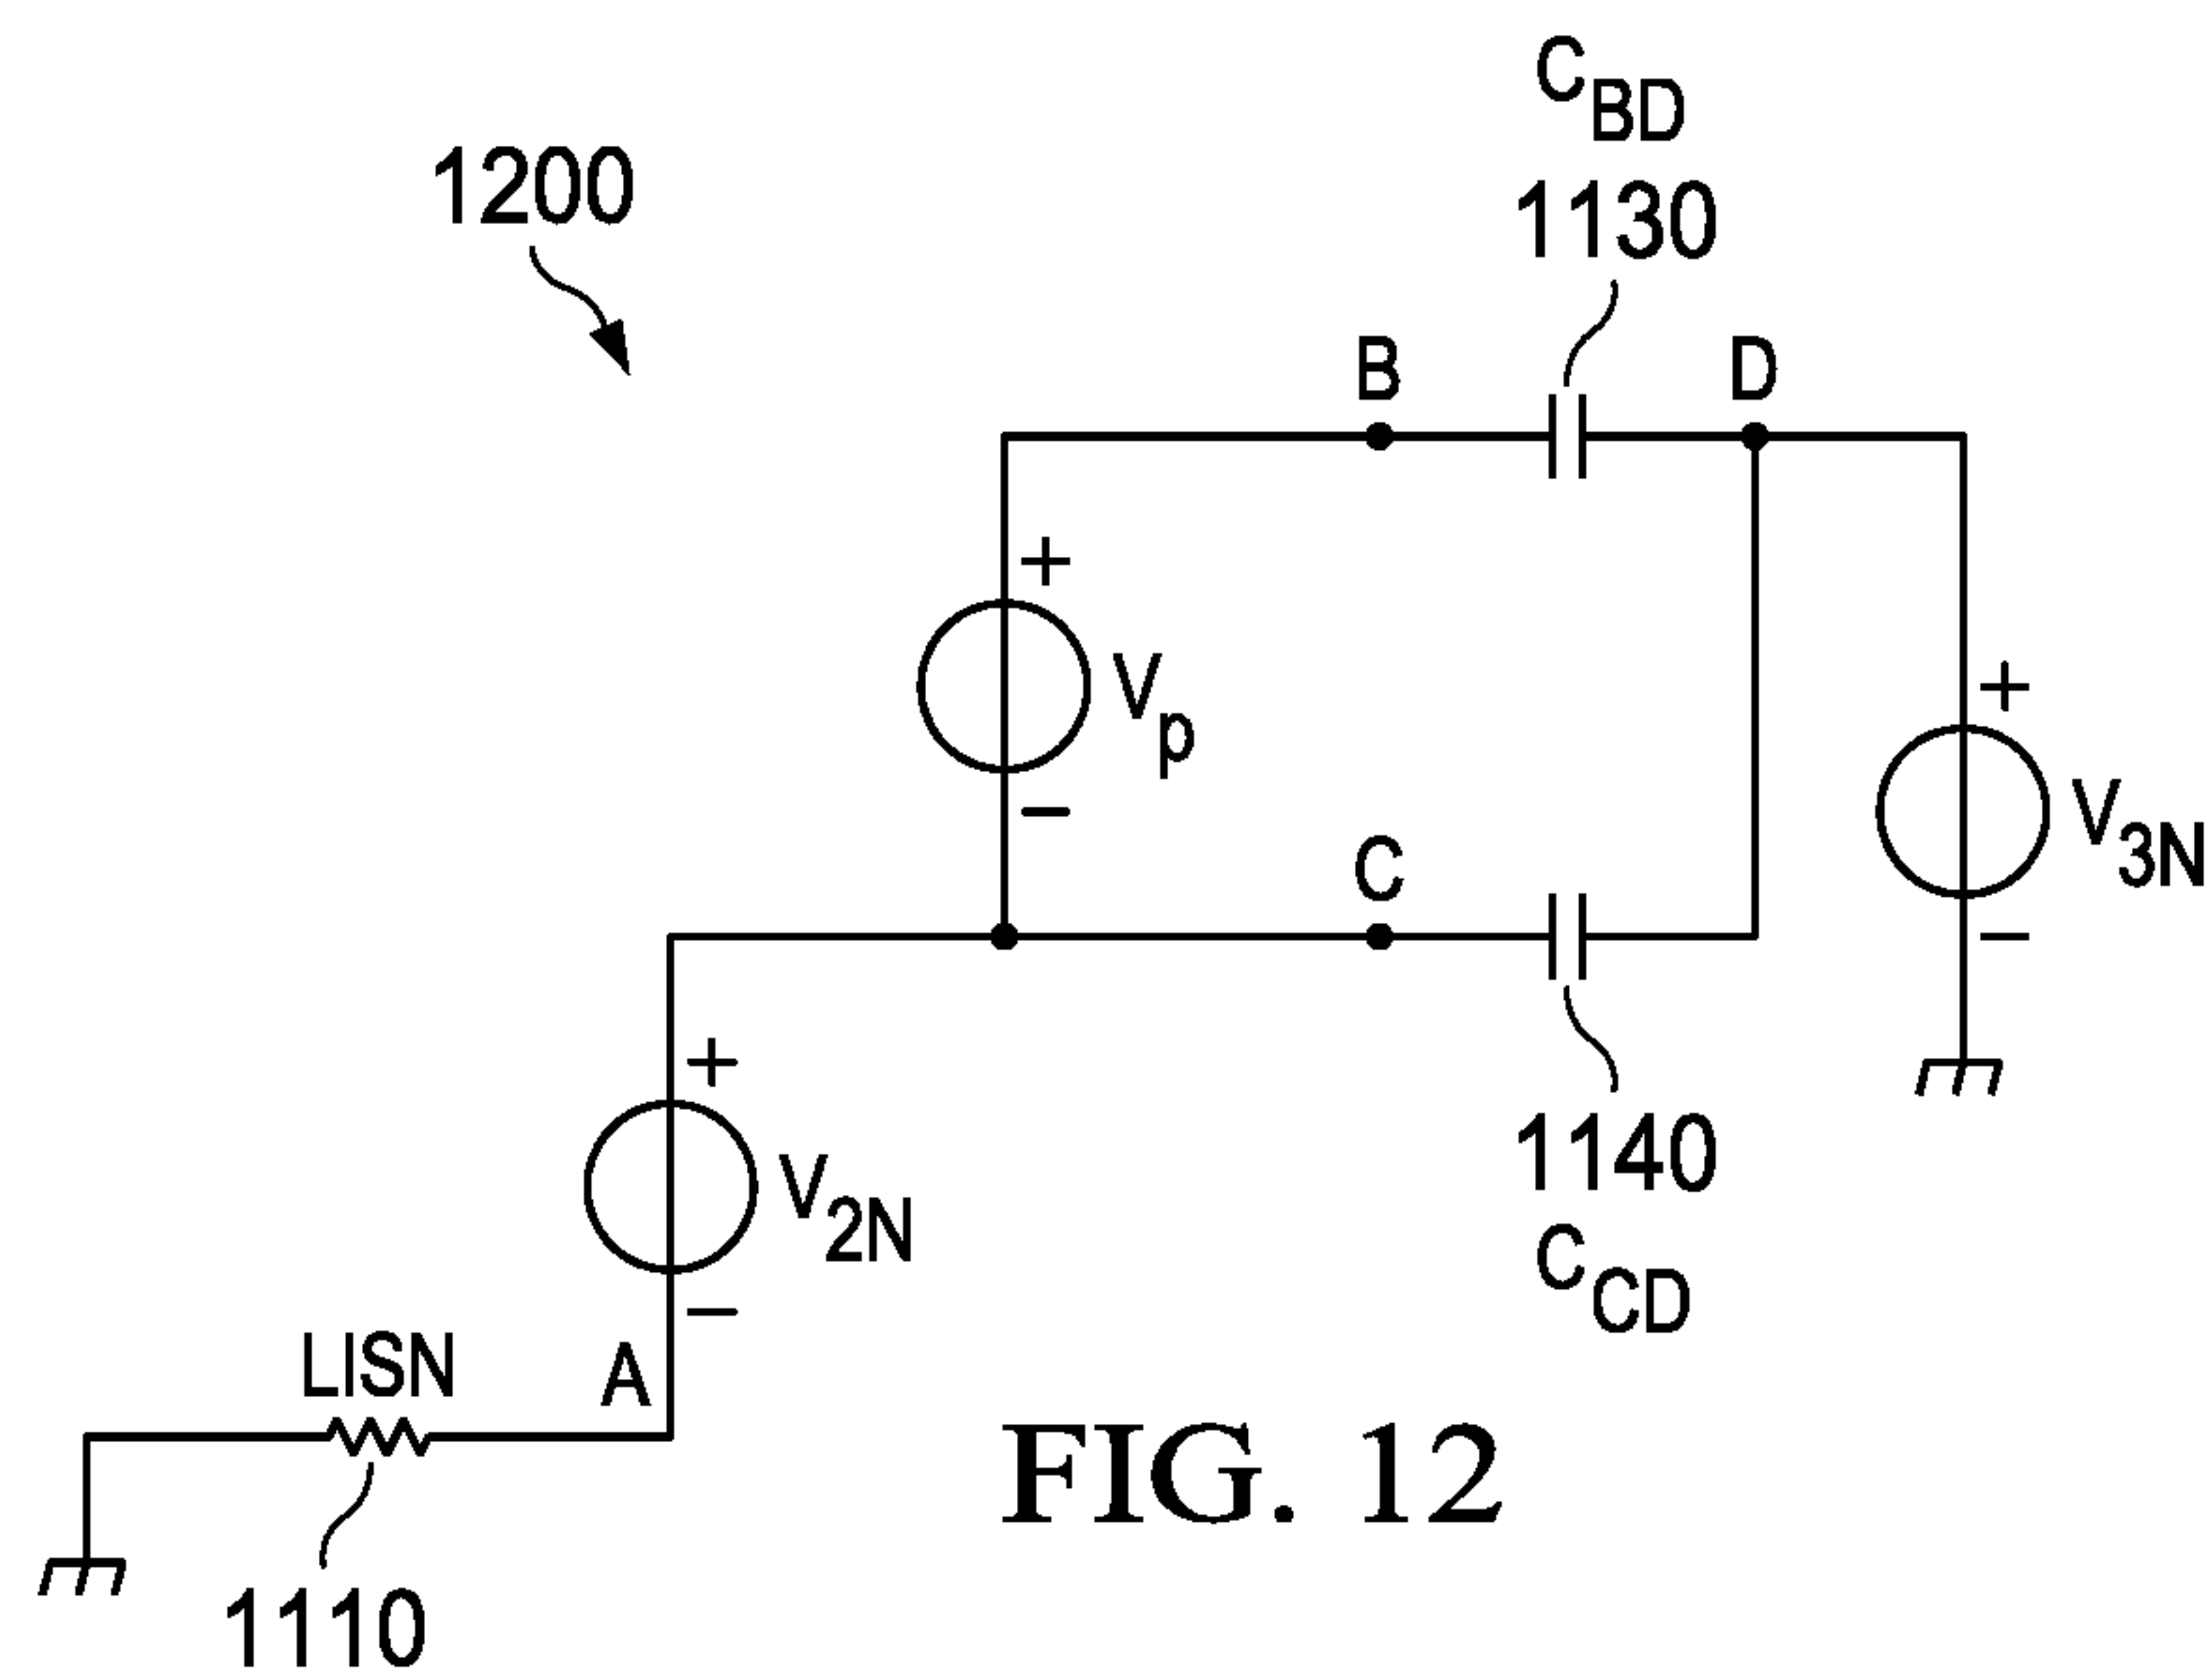 C_BD
1200
1130
B
D
+
V_p
−
+
V_3N
−
C
+
V_2N
−
1140
C_CD
LISN
A
1110
FIG. 12